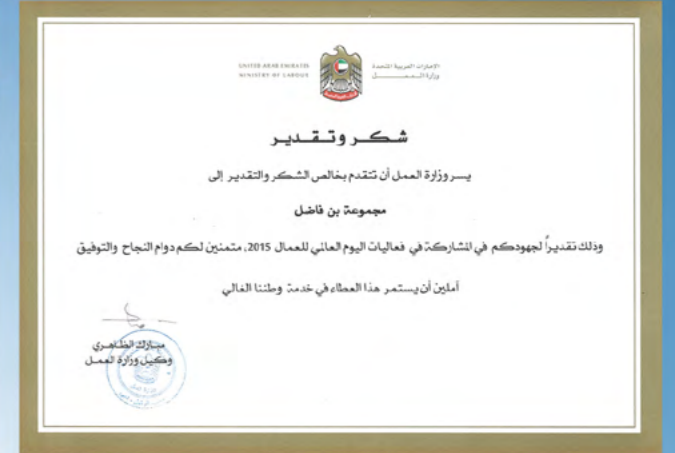 UNITED ARAB EMIRATES
MINISTRY OF LABOUR
الإمارات العربية المتحدة
وزارة العمل
شكر وتقدير
يسر وزارة العمل أن تتقدم بخالص الشكر والتقدير إلى
مجموعة بن فاضل
وذلك تقديراً لجهودكم في المشاركة في فعاليات اليوم العالمي للعمال 2015، متمنين لكم دوام النجاح والتوفيق
آملين أن يستمر هذا العطاء في خدمة وطننا الغالي
مبارك الظاهري
وكيل وزارة العمل